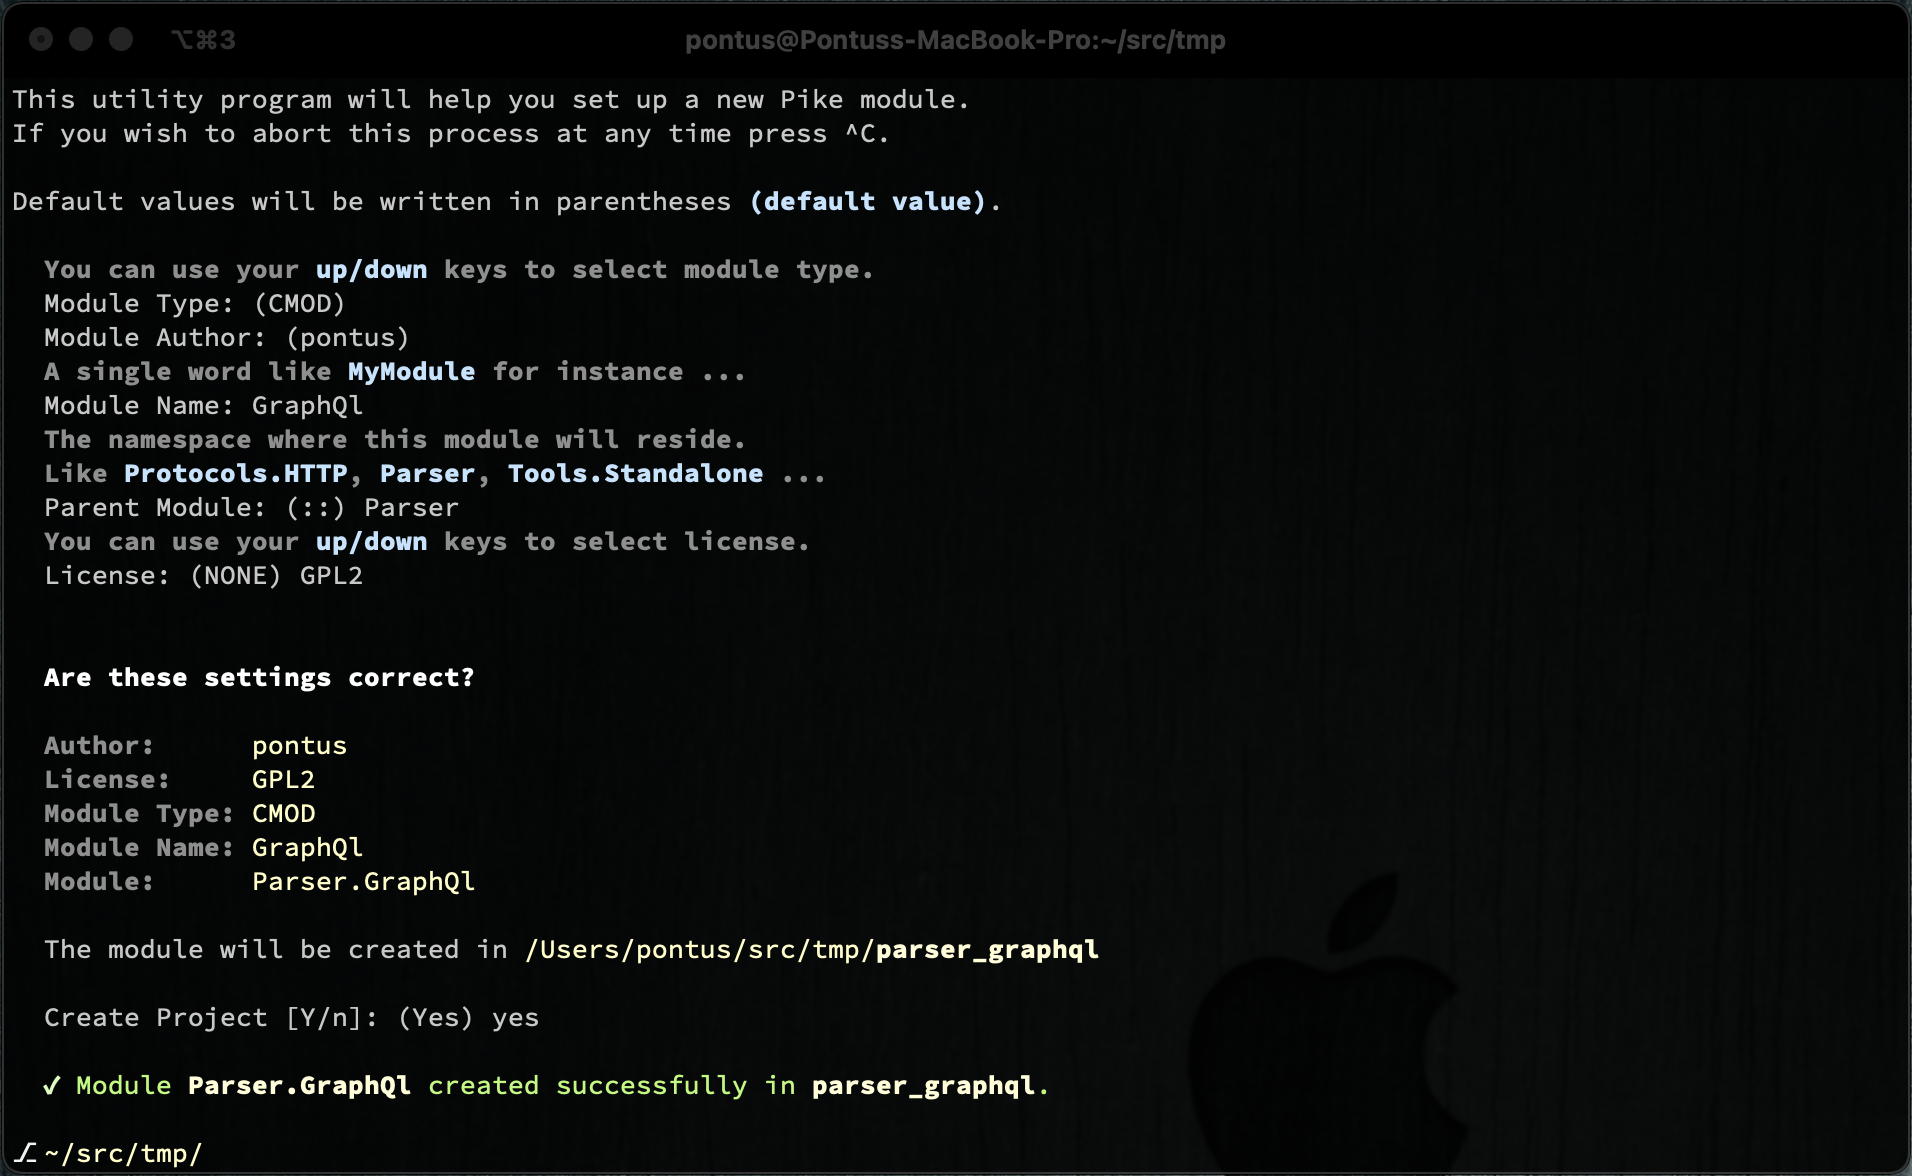 ⌥⌘3
pontus@Pontuss-MacBook-Pro:~/src/tmp
This utility program will help you set up a new Pike module.
If you wish to abort this process at any time press ^C.
Default values will be written in parentheses (default value).
You can use your up/down keys to select module type.
Module Type: (CMOD)
Module Author: (pontus)
A single word like MyModule for instance ...
Module Name: GraphQl
The namespace where this module will reside.
Like Protocols.HTTP, Parser, Tools.Standalone ...
Parent Module: (::) Parser
You can use your up/down keys to select license.
License: (NONE) GPL2
Are these settings correct?
Author: pontus
License: GPL2
Module Type: CMOD
Module Name: GraphQl
Module: Parser.GraphQl
The module will be created in /Users/pontus/src/tmp/parser_graphql
Create Project [Y/n]: (Yes) yes
✓ Module Parser.GraphQl created successfully in parser_graphql.
⎇~/src/tmp/